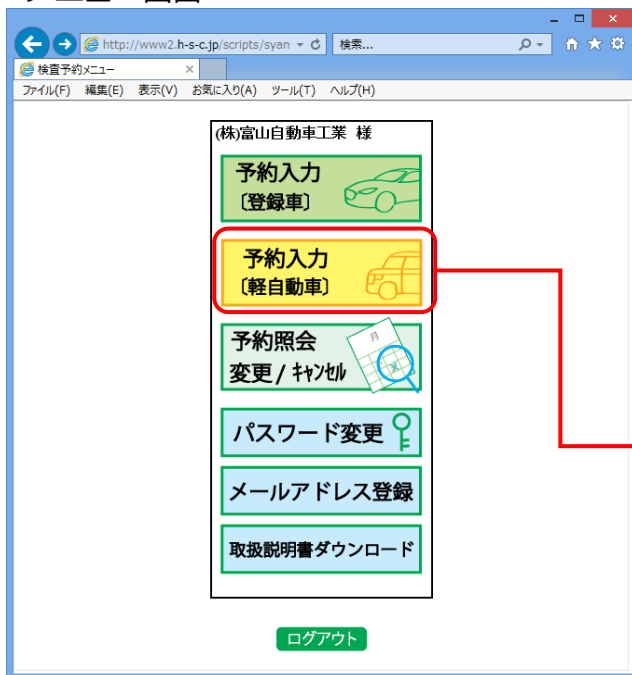 http://www2.h-s-c.jp/scripts/syan
検索...
検査予約メニュー
ファイル(F) 編集(E) 表示(V) お気に入り(A) ツール(T) ヘルプ(H)
(株)富山自動車工業 様
予約入力
〔登録車〕
予約入力
〔軽自動車〕
予約照会
変更/ｷｬﾝｾﾙ
月
パスワード変更
メールアドレス登録
取扱説明書ダウンロード
ログアウト